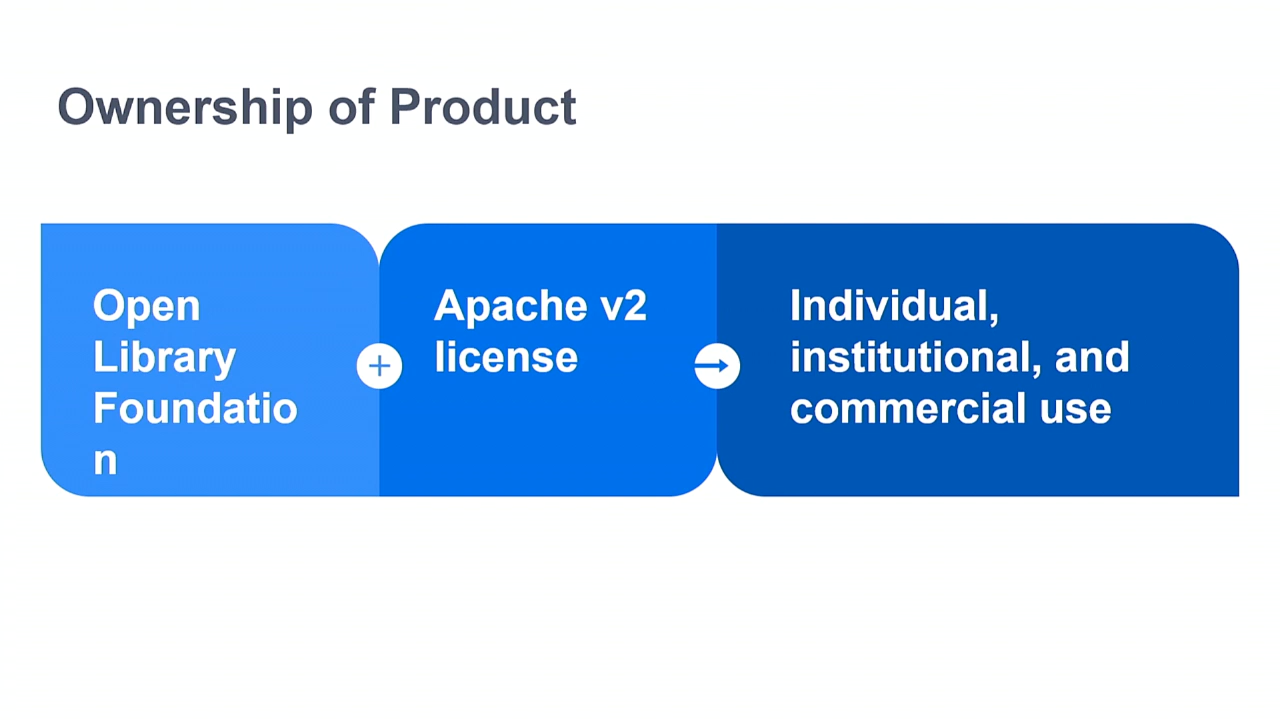 Ownership of Product
Open
Library
Foundatio
n
+
Apache v2
license
→
Individual,
institutional, and
commercial use